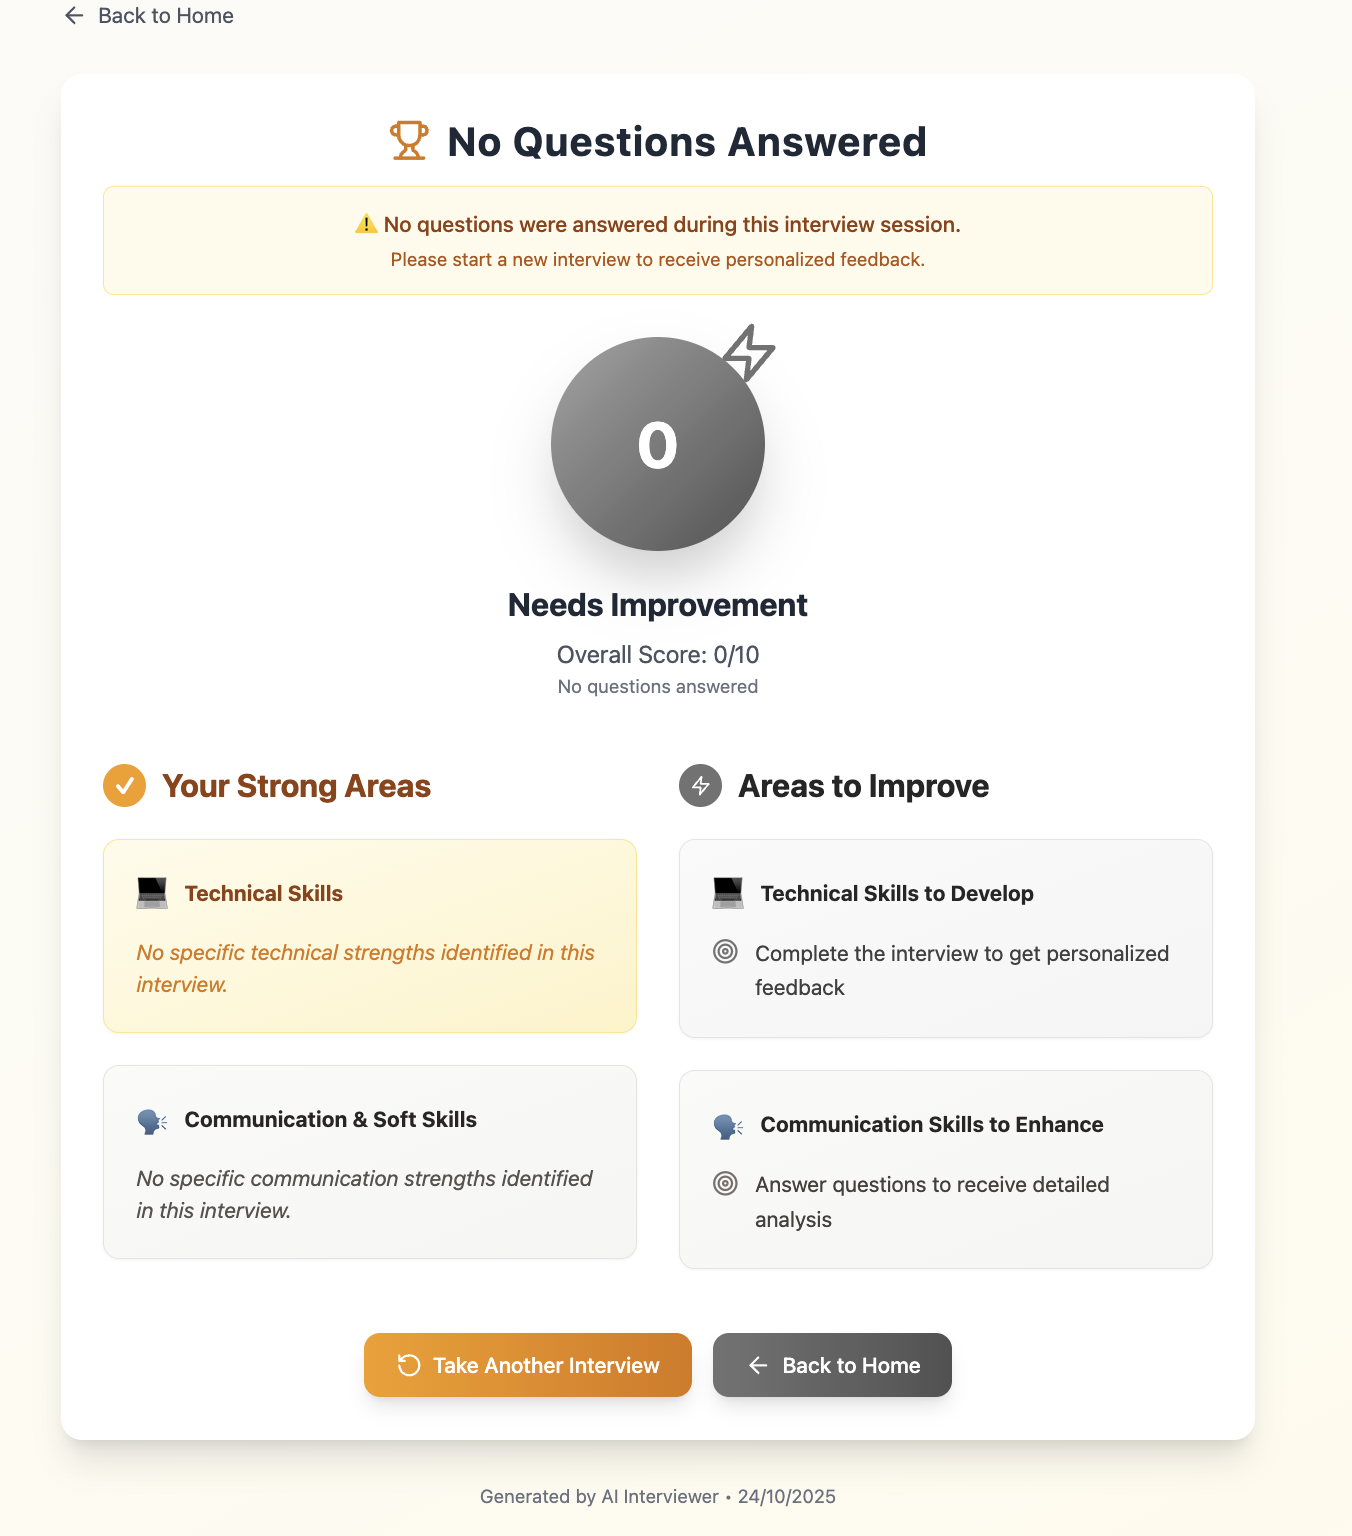 Back to Home
No Questions Answered
⚠️ No questions were answered during this interview session.
Please start a new interview to receive personalized feedback.
0
Needs Improvement
Overall Score: 0/10
No questions answered
Your Strong Areas
Technical Skills
No specific technical strengths identified in this
interview.
Communication & Soft Skills
No specific communication strengths identified
in this interview.
Areas to Improve
Technical Skills to Develop
Complete the interview to get personalized
feedback
Communication Skills to Enhance
Answer questions to receive detailed
analysis
Take Another Interview
Back to Home
Generated by AI Interviewer • 24/10/2025